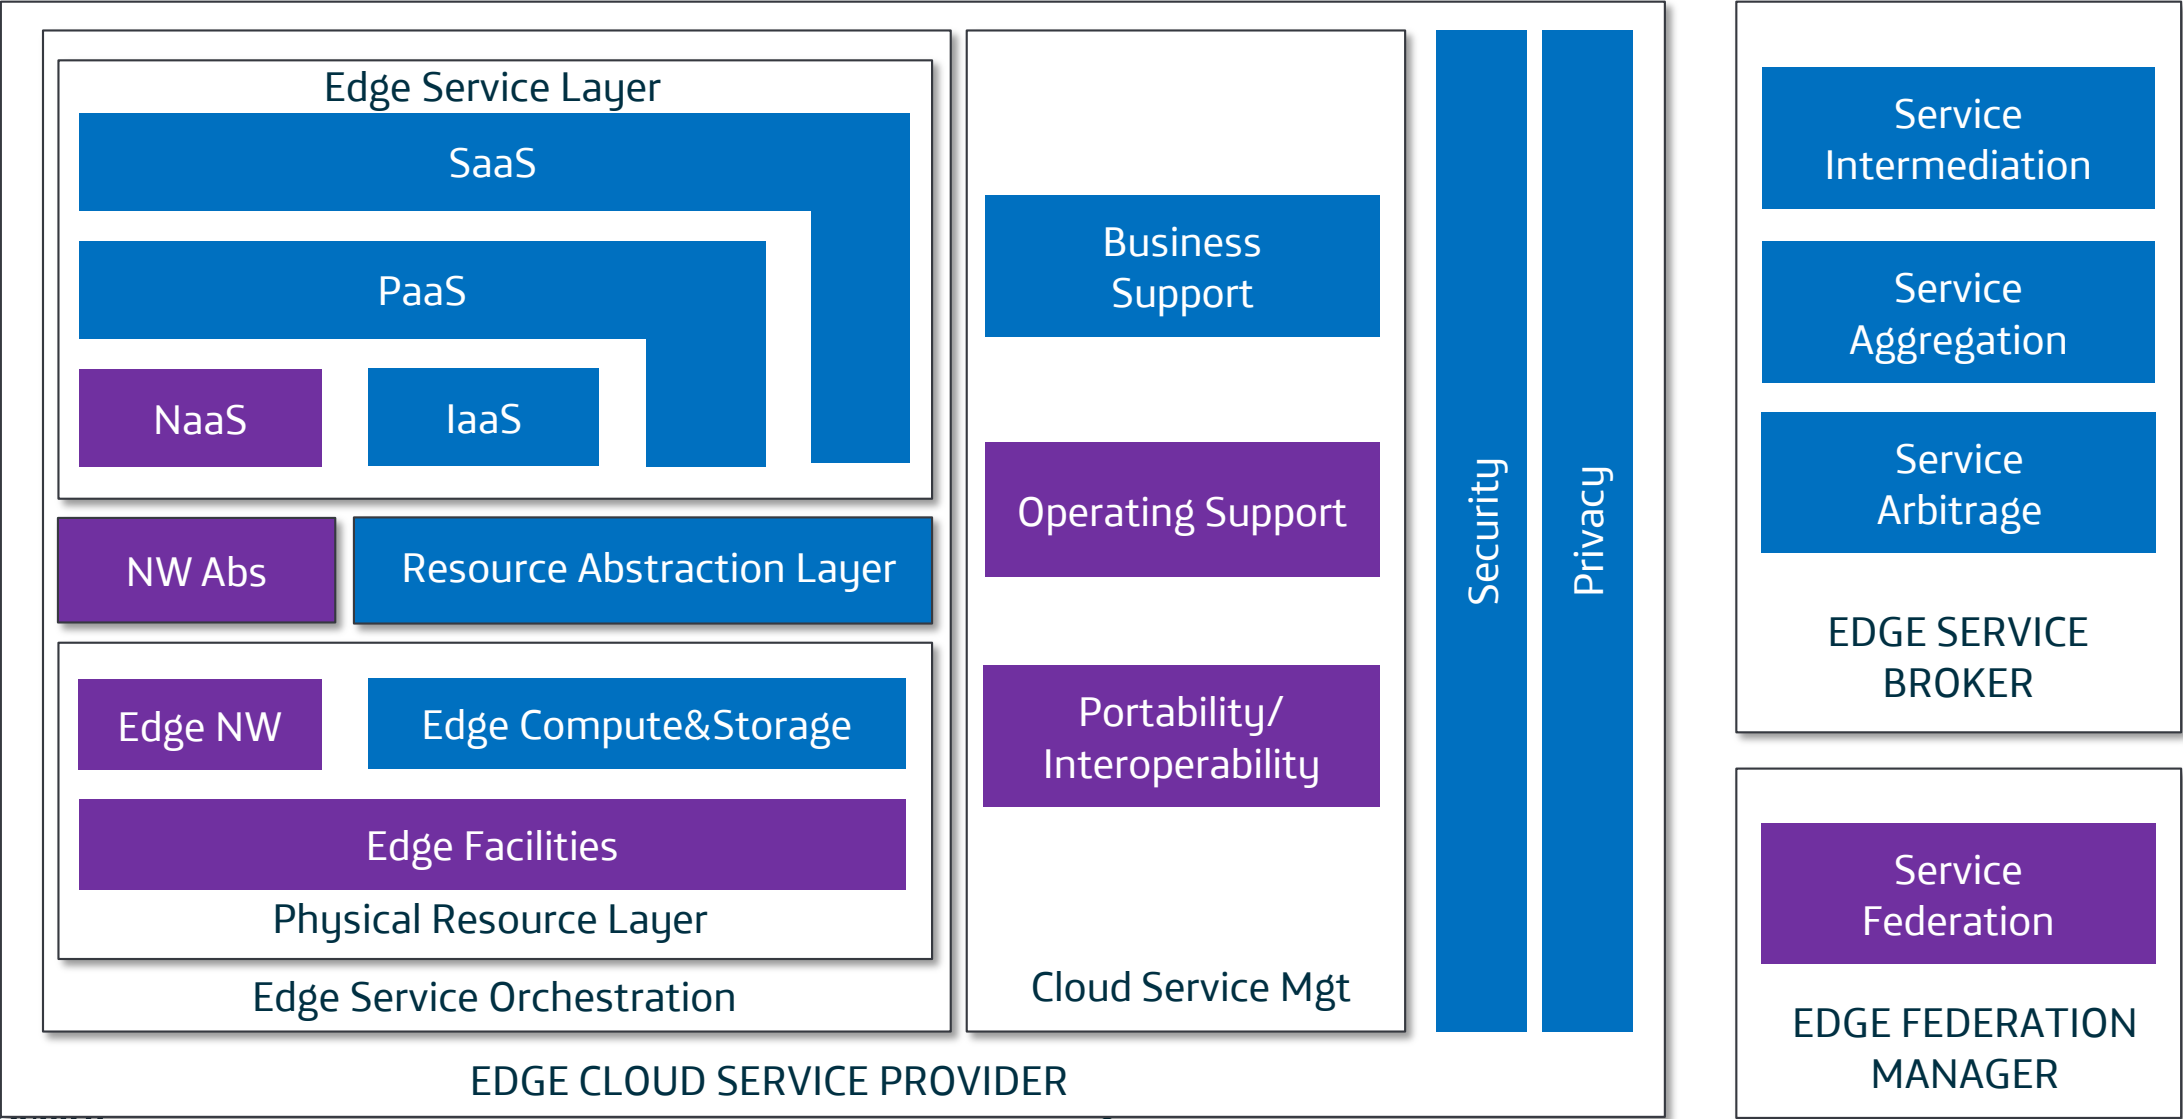 Edge Service Layer
SaaS
PaaS
NaaS
IaaS
NW Abs
Resource Abstraction Layer
Edge NW
Edge Compute&Storage
Edge Facilities
Physical Resource Layer
Edge Service Orchestration
Business
Support
Operating Support
Portability/
Interoperability
Cloud Service Mgt
Security
Privacy
EDGE CLOUD SERVICE PROVIDER
Service
Intermediation
Service
Aggregation
Service
Arbitrage
EDGE SERVICE
BROKER
Service
Federation
EDGE FEDERATION
MANAGER